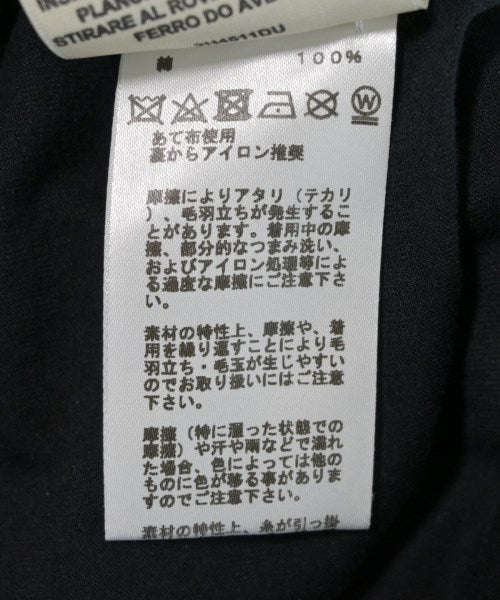 PLANC
STIRARE AL ROV
FERRO DO AVE
綿 100%
W
あて布使用
裏からアイロン推奨
摩擦によりアタリ（テカリ
）、毛羽立ちが発生するこ
とがあります。着用中の摩
擦、部分的なつまみ洗い、
およびアイロン処理等によ
る過度な摩擦にご注意下さ
い。
素材の特性上、摩擦や、着
用を繰り返すことにより毛
羽立ち・毛玉が生じやすい
のでお取り扱いにはご注意
下さい。
摩擦（特に湿った状態での
摩擦）や汗や雨などで濡れ
た場合、色によっては他の
ものに色が移る事がありま
すのでご注意下さい。
素材の特性上、糸が引っ掛